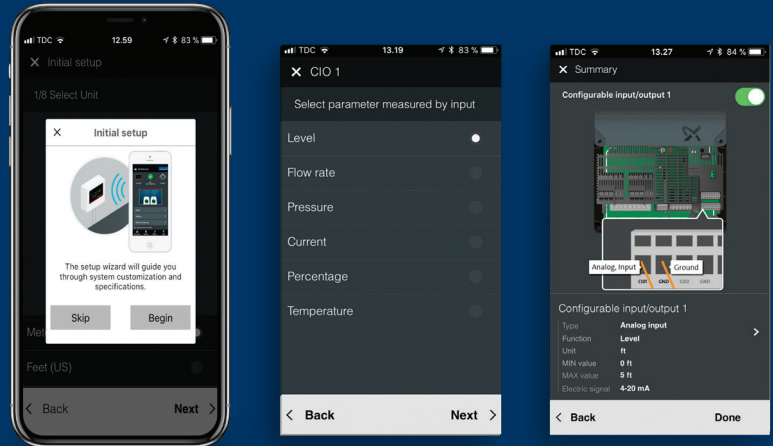 TDC 12.59 83 %
Initial setup
1/8 Select Unit
Initial setup
The setup wizard will guide you
through system customization and
specifications.
Skip Begin
Feet (US)
Back Next
TDC 13.19 83 %
CIO 1
Select parameter measured by input
Level
Flow rate
Pressure
Current
Percentage
Temperature
Back Next
TDC 13.27 84 %
Summary
Configurable input/output 1
Analog, Input Ground
CIO1 GND CIO2 GND
Configurable input/output 1
Type Analog input
Function Level
Unit ft
MIN value 0 ft
MAX value 5 ft
Electric signal 4-20 mA
Back Done